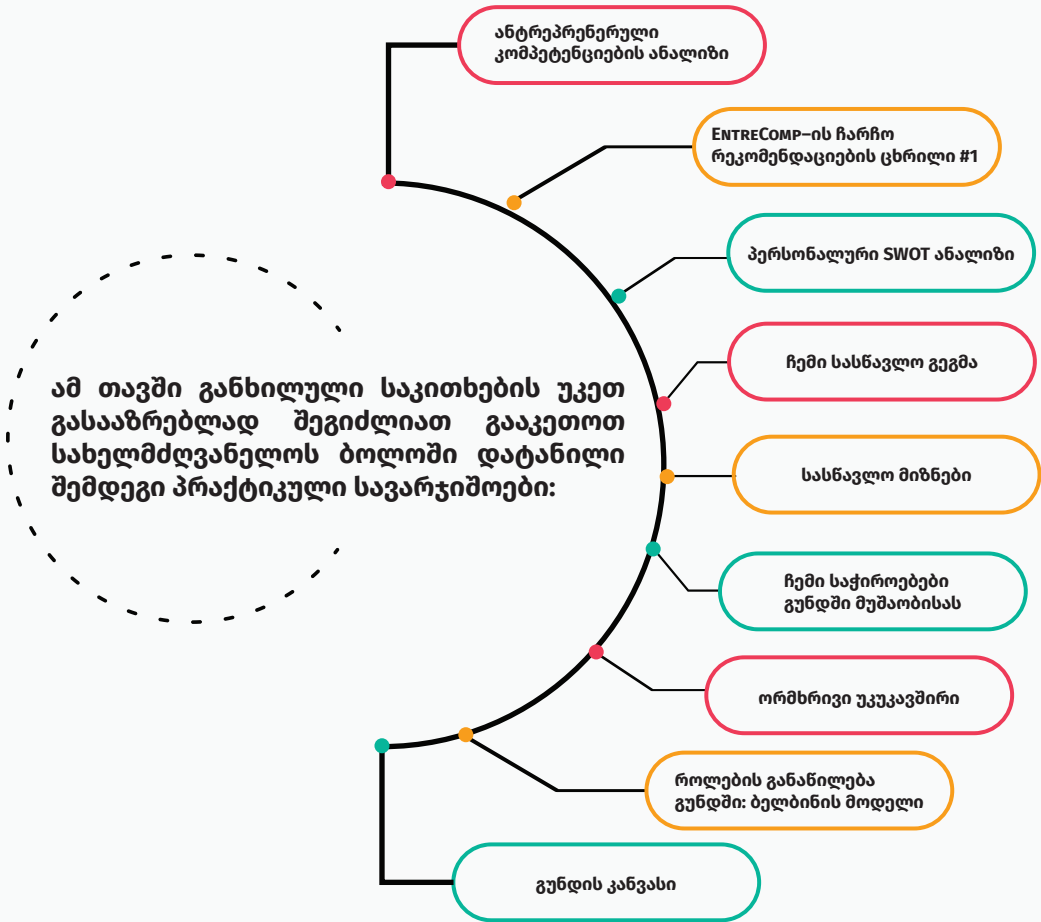 ანტრეპრენერული
კომპეტენციების ანალიზი
EntreComp–ის ჩარჩო
რეკომენდაციების ცხრილი #1
პერსონალური SWOT ანალიზი
ჩემი სასწავლო გეგმა
ამ თავში განხილული საკითხების უკეთ
გასააზრებლად შეგიძლიათ გააკეთოთ
სახელმძღვანელოს ბოლოში დატანილი
შემდეგი პრაქტიკული სავარჯიშოები:
სასწავლო მიზნები
ჩემი საჭიროებები
გუნდში მუშაობისას
ორმხრივი უკუკავშირი
როლების განაწილება
გუნდში: ბელბინის მოდელი
გუნდის კანვასი